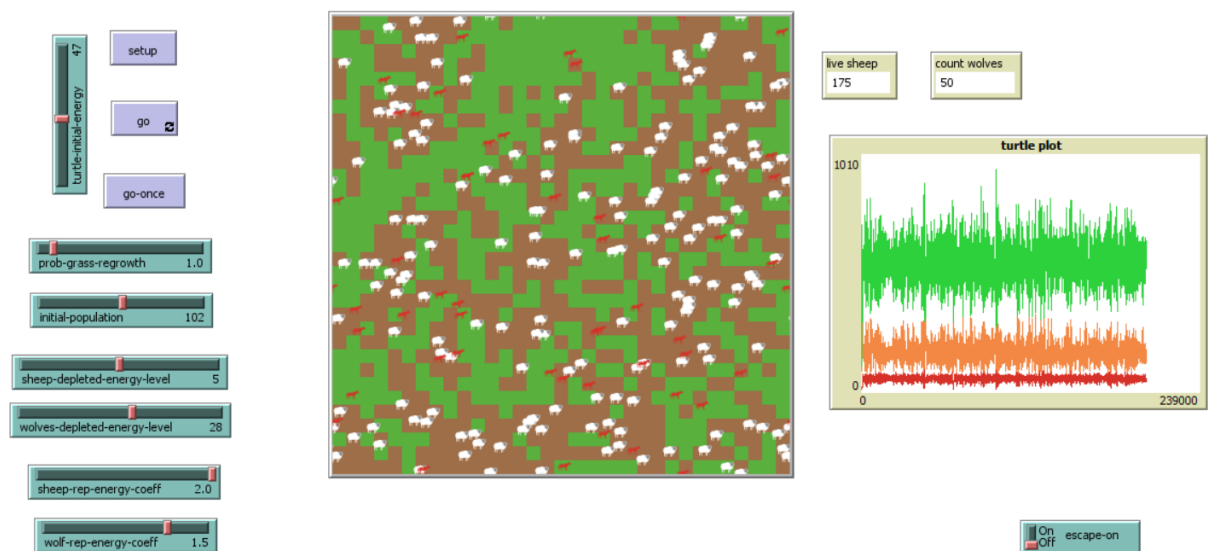 47
turtle-initial-energy
setup
go
go-once
prob-grass-regrowth 1.0
initial-population 102
sheep-depleted-energy-level 5
wolves-depleted-energy-level 28
sheep-rep-energy-coeff 2.0
wolf-rep-energy-coeff 1.5
live sheep
175
count wolves
50
turtle plot
1010
0
0 239000
On
Off escape-on